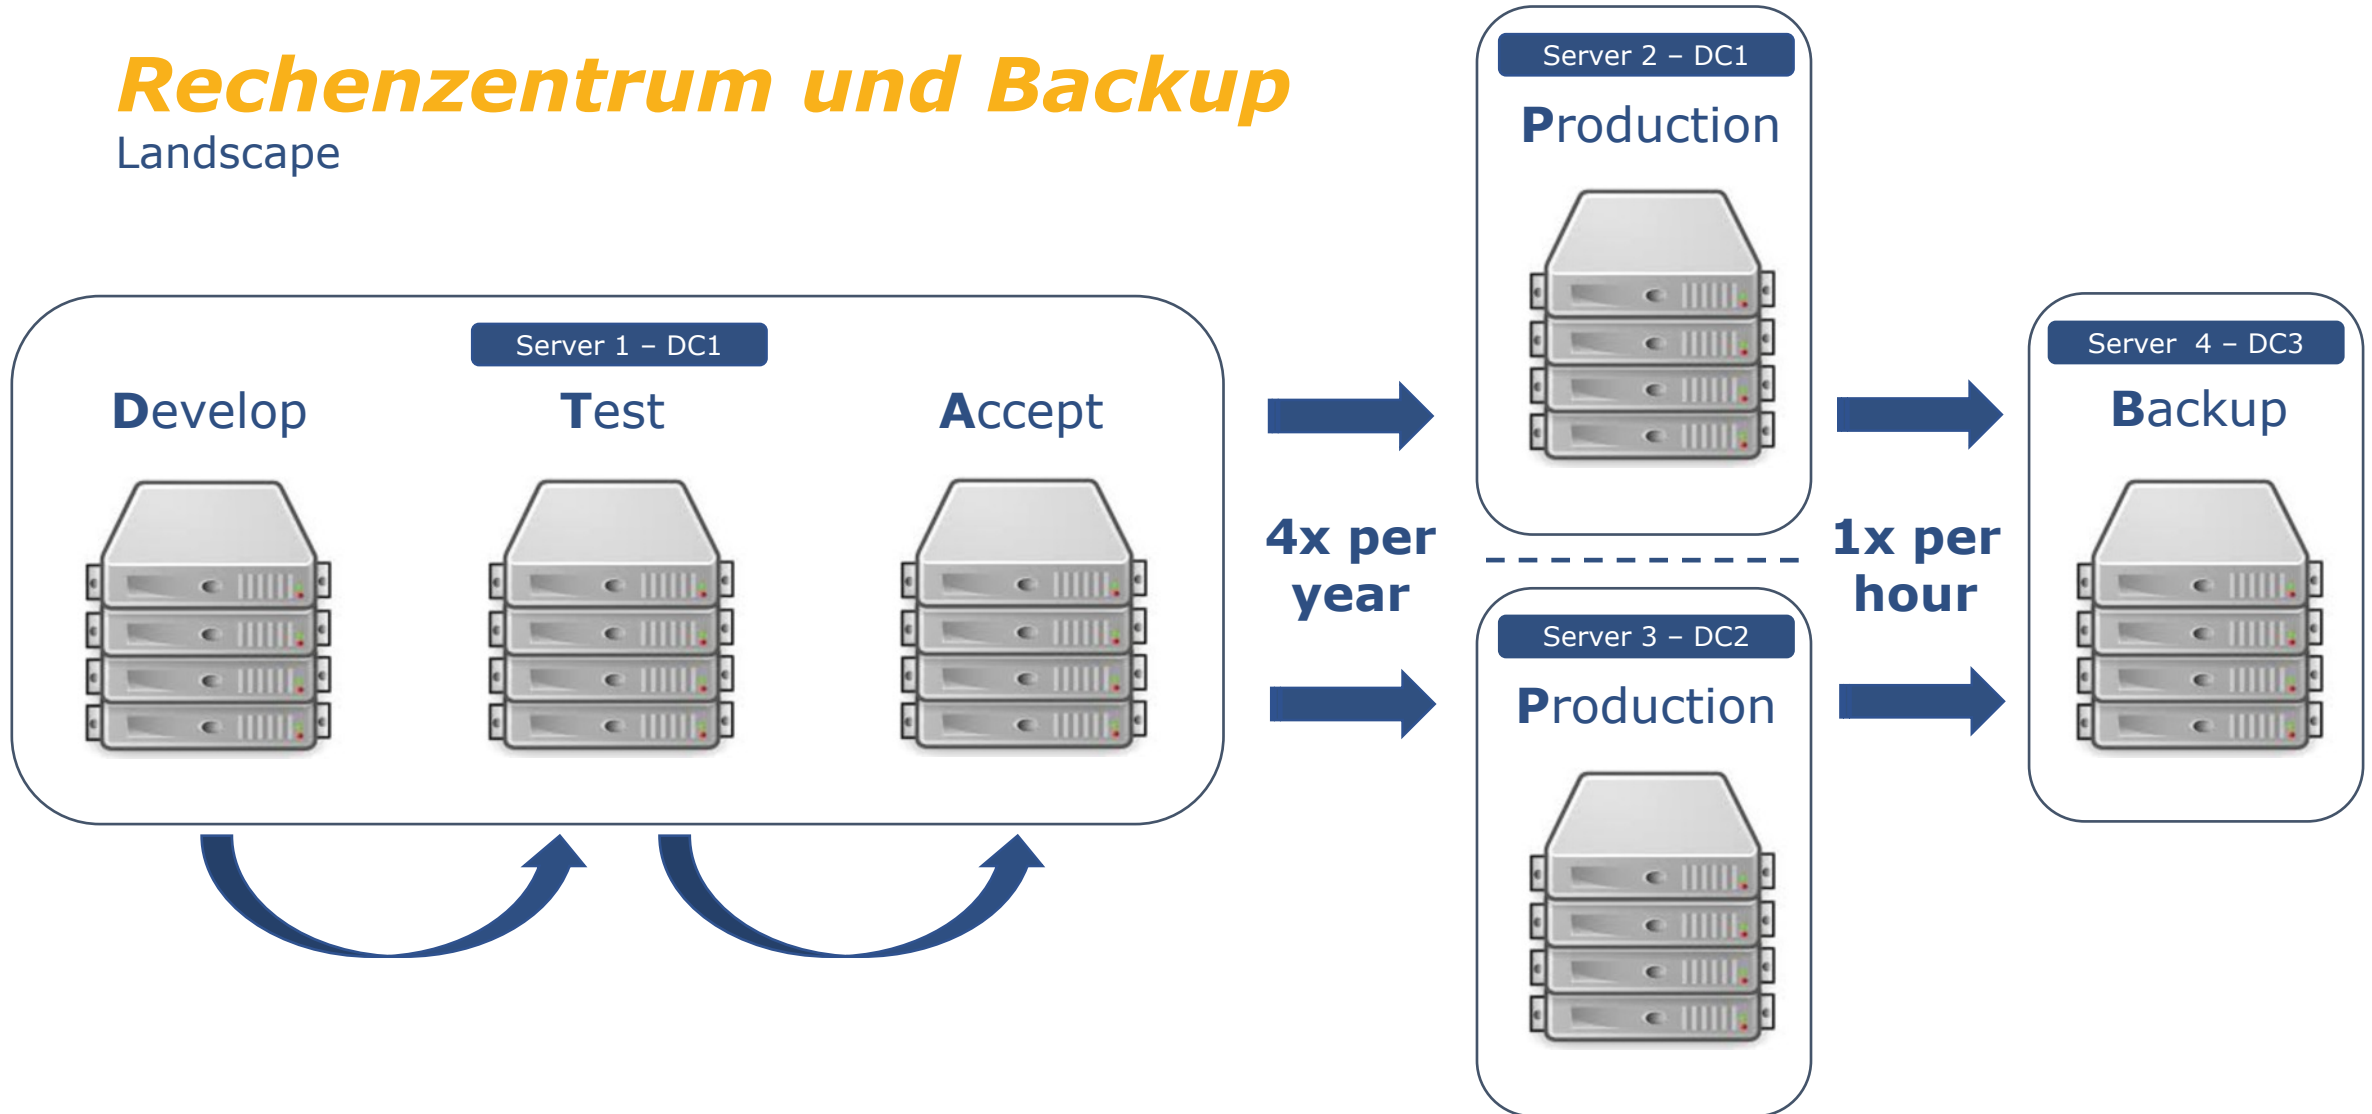 Rechenzentrum und Backup
Landscape
Server 1 – DC1
Develop
Test
Accept
4x per
year
Server 2 – DC1
Production
Server 3 – DC2
Production
1x per
hour
Server  4 – DC3
Backup